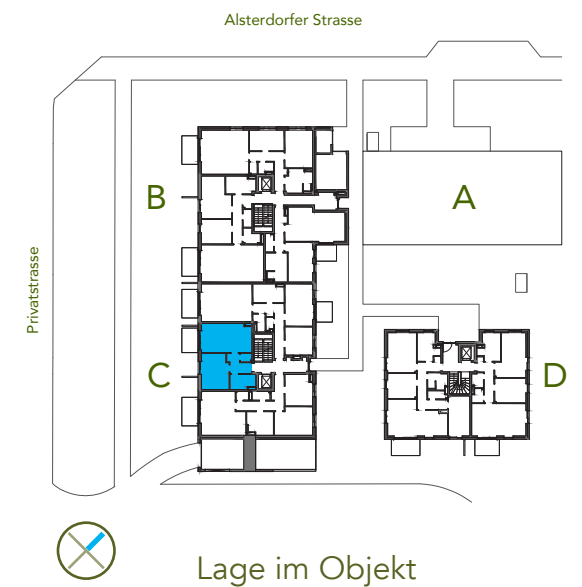 Alsterdorfer Strasse
B
A
Privatstrasse
C
D
Lage im Objekt